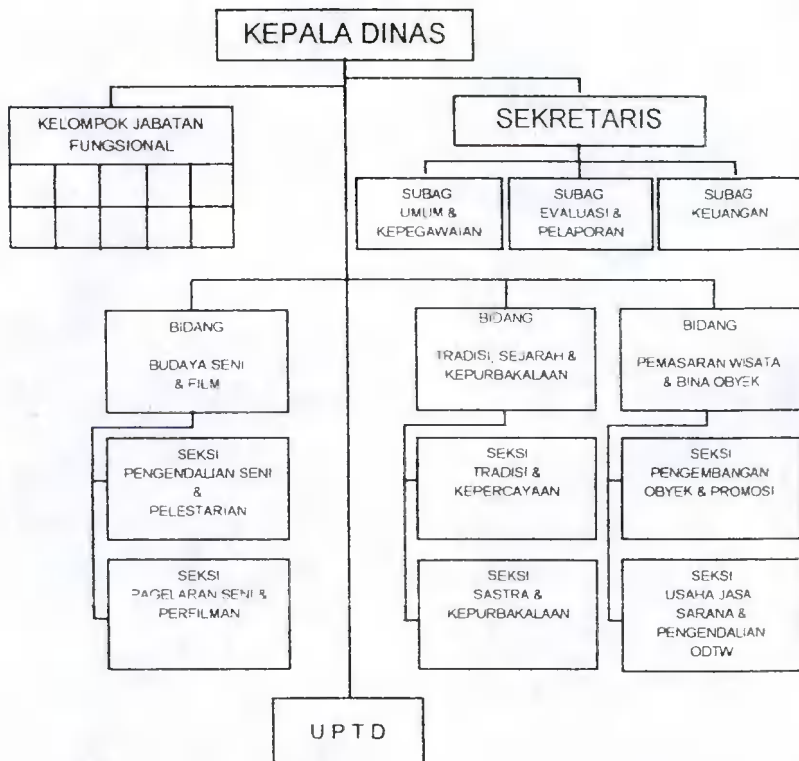 KEPALA DINAS
KELOMPOK JABATAN
FUNGSIONAL
SEKRETARIS
SUBAG
UMUM &
KEPEGAWAIAN
SUBAG
EVALUASI &
PELAPORAN
SUBAG
KEUANGAN
BIDANG
BUDAYA SENI
& FILM
BIDANG
TRADISI, SEJARAH &
KEPURBAKALAAN
BIDANG
PEMASARAN WISATA
& BINA OBYEK
SEKSI
PENGENDALIAN SENI
&
PELESTARIAN
SEKSI
TRADISI &
KEPERCAYAAN
SEKSI
PENGEMBANGAN
OBYEK & PROMOSI
SEKSI
PAGELARAN SENI &
PERFILMAN
SEKSI
SASTRA &
KEPURBAKALAAN
SEKSI
USAHA JASA
SARANA &
PENGENDALIAN
ODTW
U P T D